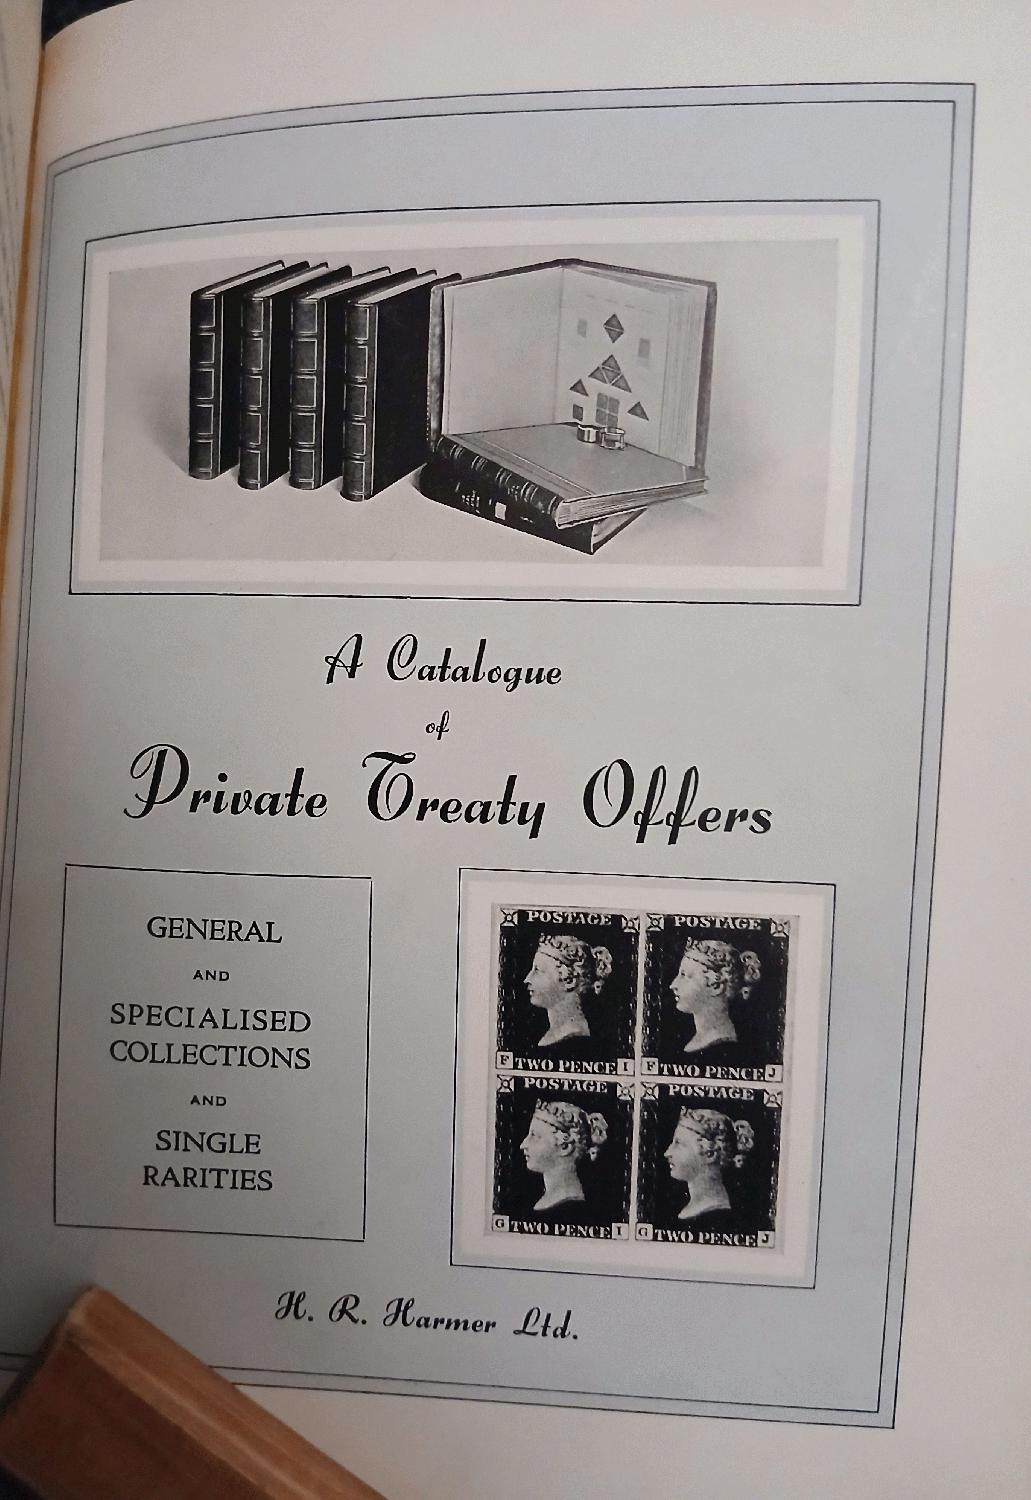 A Catalogue
of
Private Treaty Offers
GENERAL
AND
SPECIALISED
COLLECTIONS
AND
SINGLE
RARITIES
POSTAGE
POSTAGE
F TWO PENCE I
F TWO PENCE J
POSTAGE
POSTAGE
G TWO PENCE I
G TWO PENCE J
H. R. Harmer Ltd.